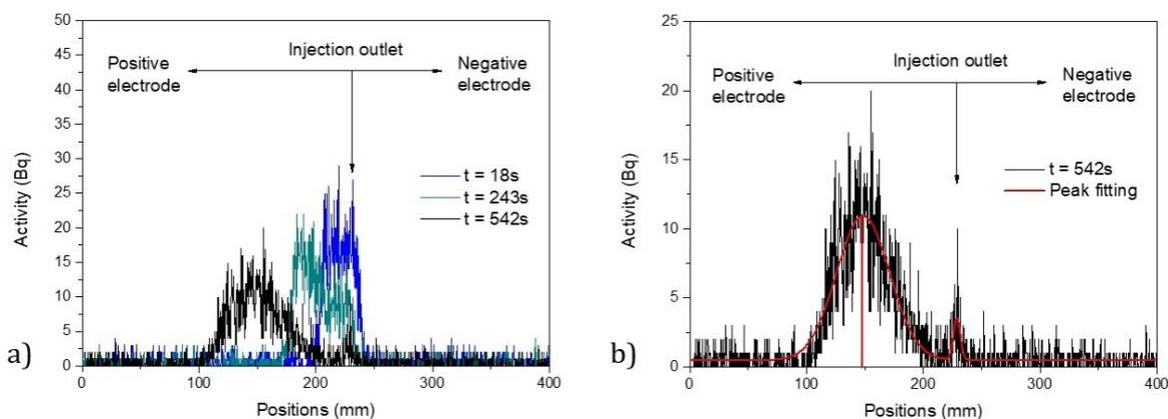 50
45
40
35
30
25
20
15
10
5
0
Activity (Bq)
Injection outlet
Positive
electrode
Negative
electrode
t = 18s
t = 243s
t = 542s
a)
0 100 200 300 400
Positions (mm)
25
20
15
10
5
0
Activity (Bq)
Injection outlet
Positive
electrode
Negative
electrode
t = 542s
Peak fitting
b)
0 100 200 300 400
Positions (mm)